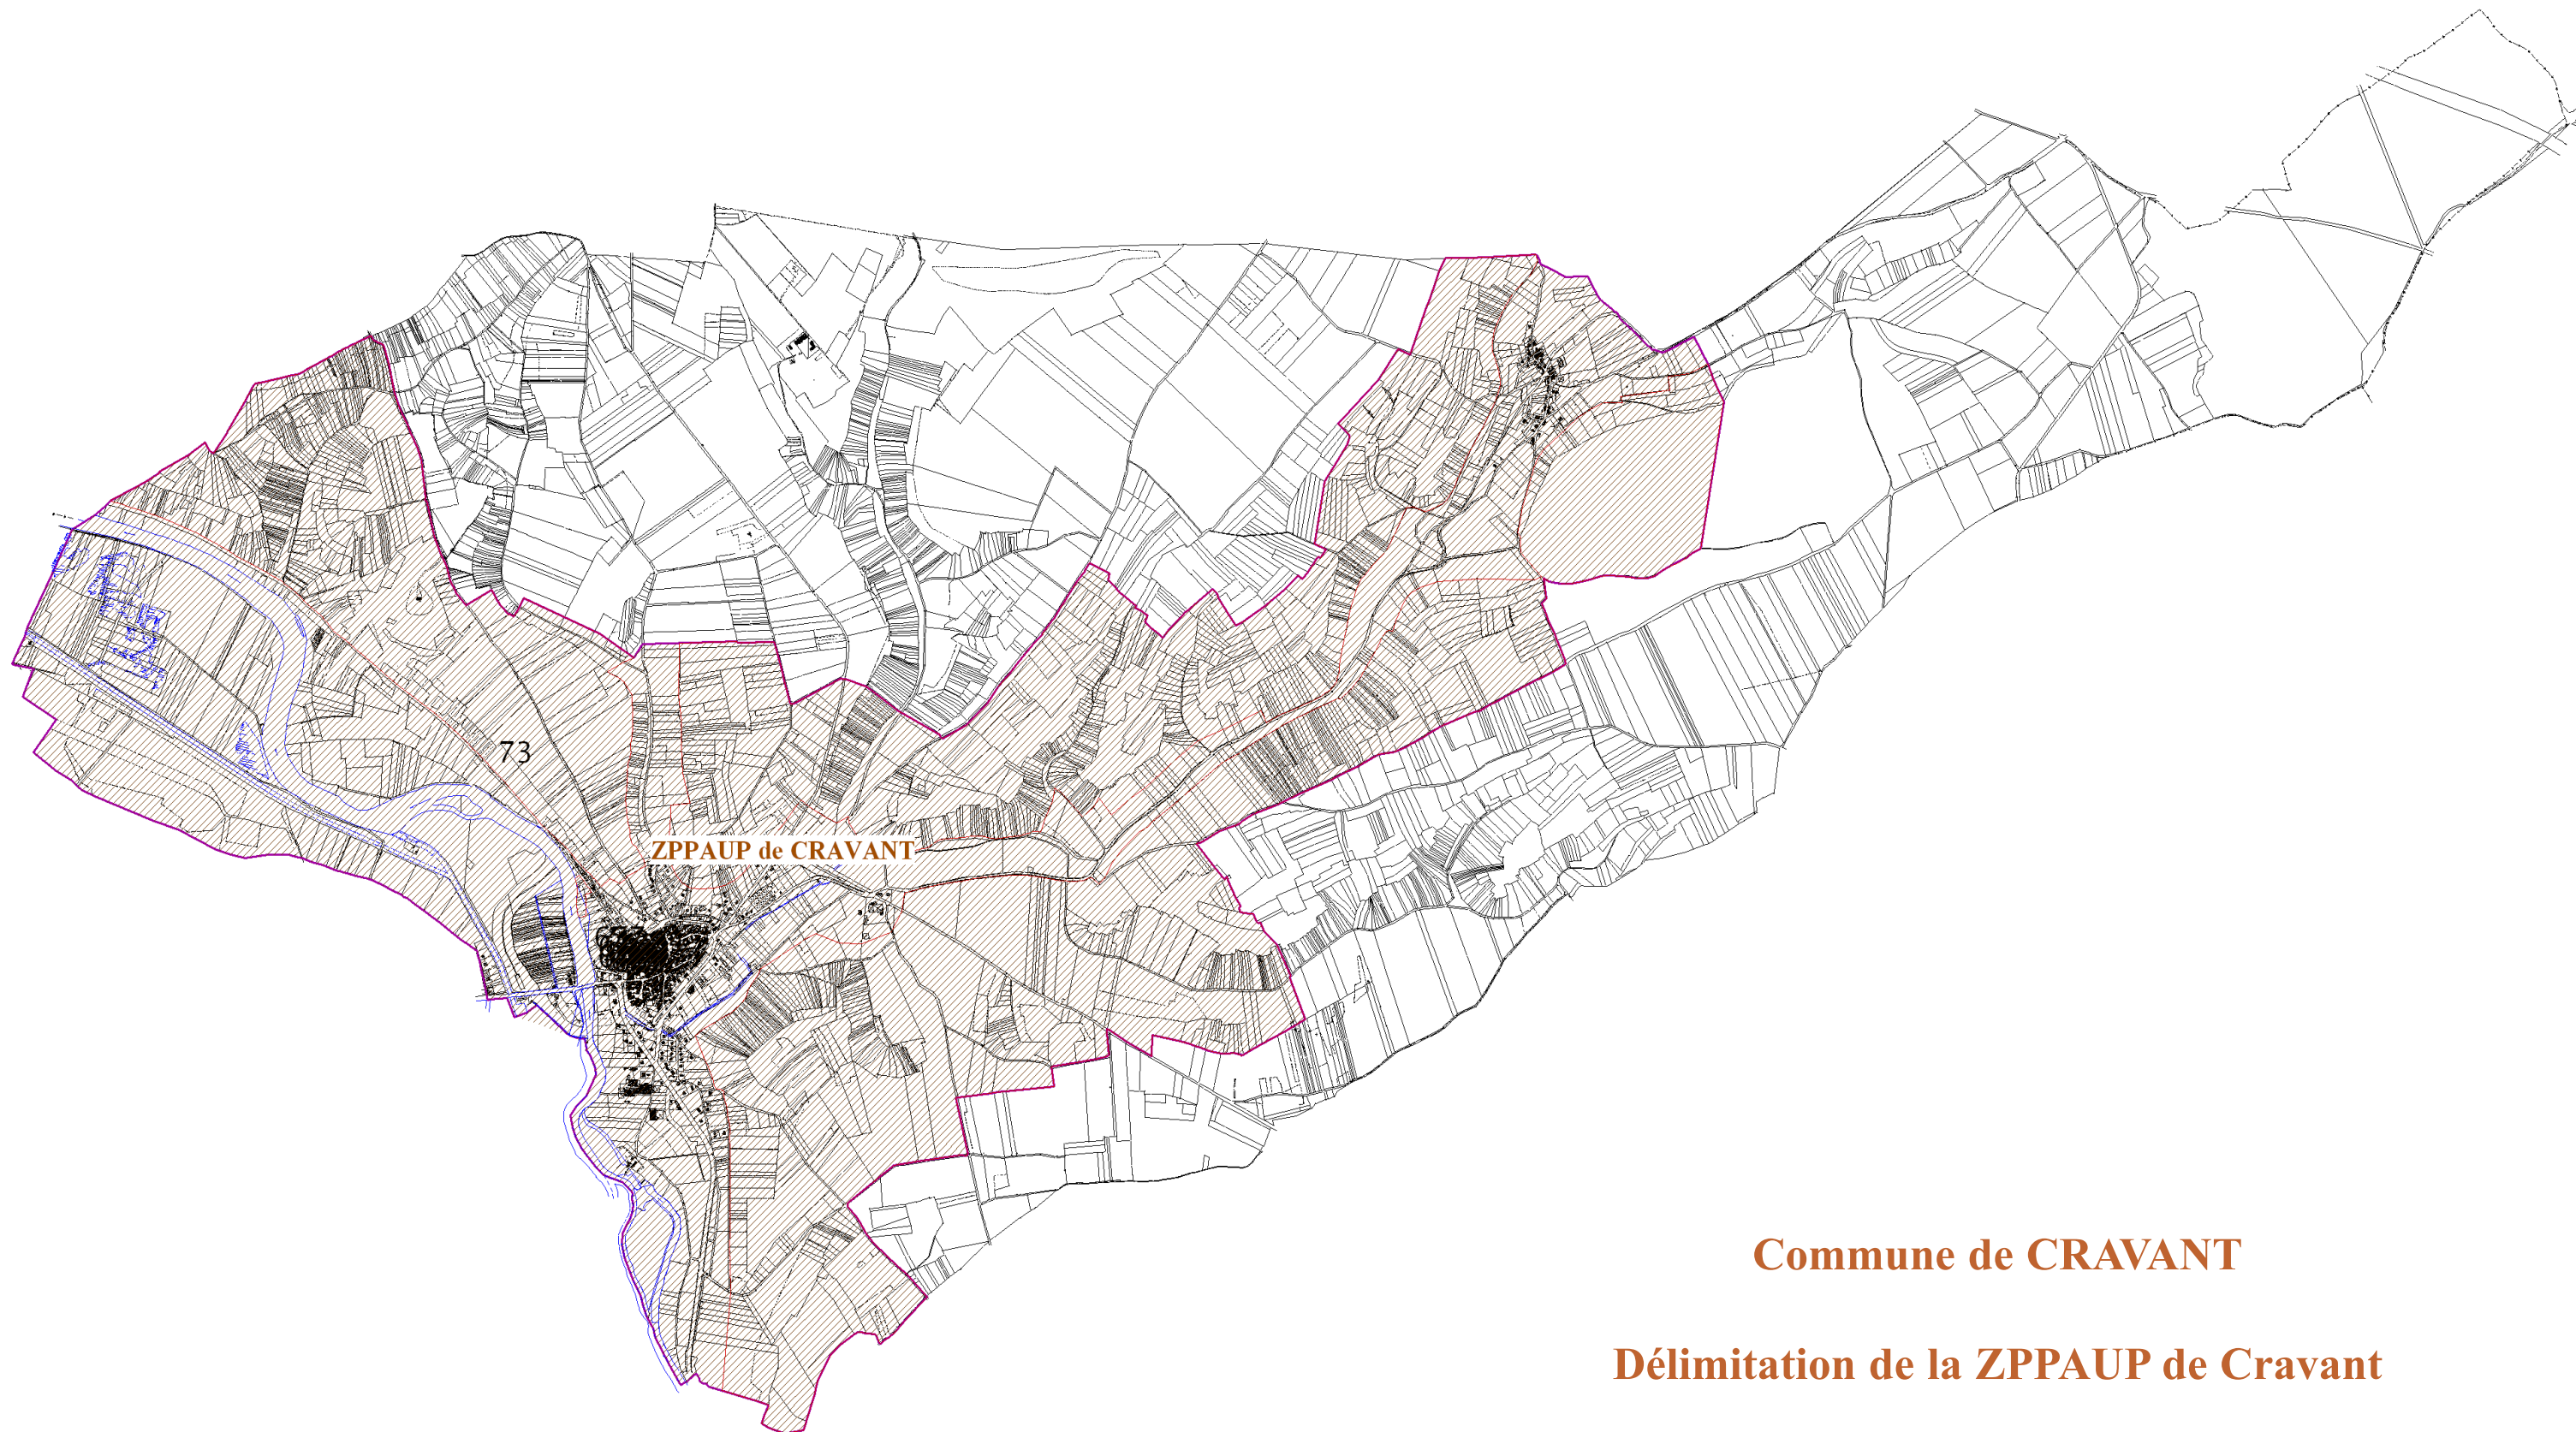 73
ZPPAUP de CRAVANT
Commune de CRAVANT
Délimitation de la ZPPAUP de Cravant